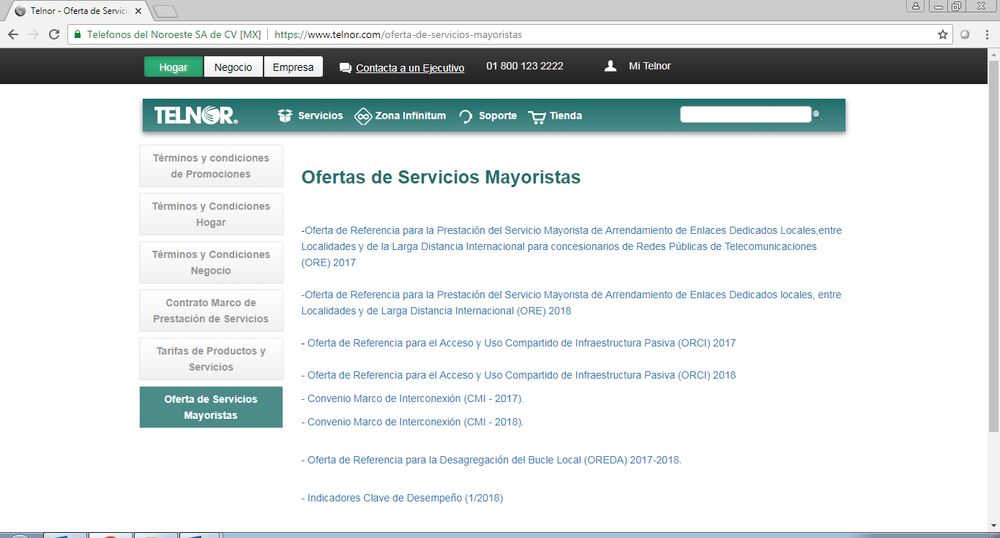 Telnor - Oferta de Servic
Telefonos del Noroeste SA de CV [MX]
https://www.telnor.com/oferta-de-servicios-mayoristas
Hogar
Negocio
Empresa
Contacta a un Ejecutivo
01 800 123 2222
Mi Telnor
TELNOR®
Servicios
Zona Infinitum
Soporte
Tienda
Términos y condiciones
de Promociones
Términos y Condiciones
Hogar
Términos y Condiciones
Negocio
Contrato Marco de
Prestación de Servicios
Tarifas de Productos y
Servicios
Oferta de Servicios
Mayoristas
Ofertas de Servicios Mayoristas
-Oferta de Referencia para la Prestación del Servicio Mayorista de Arrendamiento de Enlaces Dedicados Locales,entre
Localidades y de la Larga Distancia Internacional para concesionarios de Redes Públicas de Telecomunicaciones
(ORE) 2017
-Oferta de Referencia para la Prestación del Servicio Mayorista de Arrendamiento de Enlaces Dedicados locales, entre
Localidades y de Larga Distancia Internacional (ORE) 2018
- Oferta de Referencia para el Acceso y Uso Compartido de Infraestructura Pasiva (ORCI) 2017
- Oferta de Referencia para el Acceso y Uso Compartido de Infraestructura Pasiva (ORCI) 2018
- Convenio Marco de Interconexión (CMI - 2017).
- Convenio Marco de Interconexión (CMI - 2018).
- Oferta de Referencia para la Desagregación del Bucle Local (OREDA) 2017-2018.
- Indicadores Clave de Desempeño (1/2018)